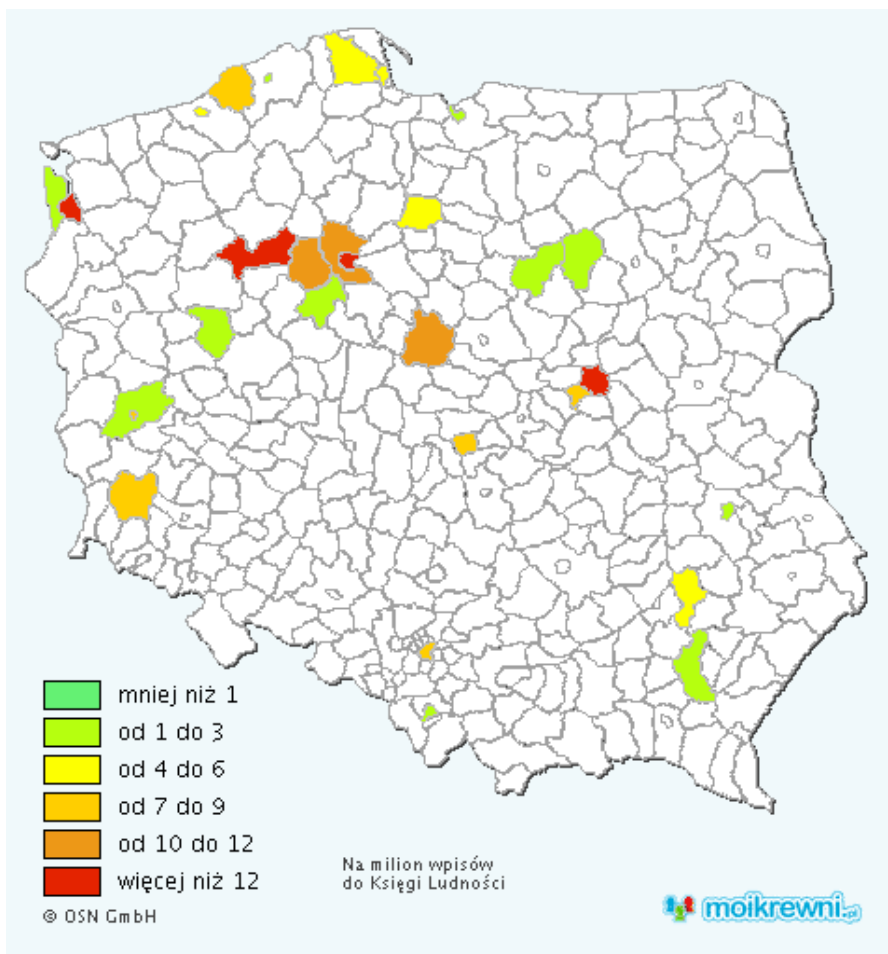 mniej niż 1
od 1 do 3
od 4 do 6
od 7 do 9
od 10 do 12
więcej niż 12
Na milion wpisów
do Księgi Ludności
© OSN GmbH
moikrewni.pl